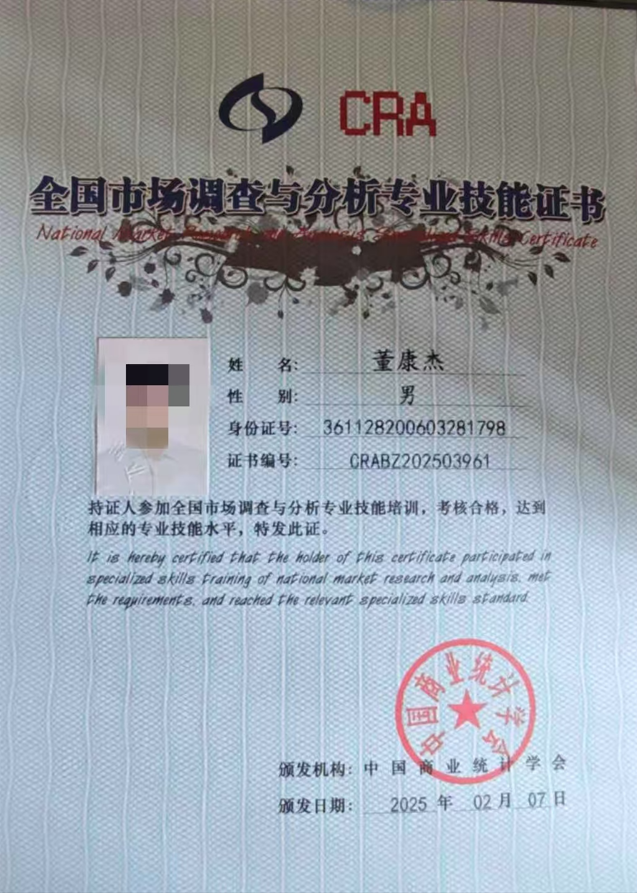 CRA
全国市场调查与分析专业技能证书
National Market Research and Analysis Specialized Skills Certificate
姓 名: 董康杰
性 别: 男
身份证号: 361128200603281798
证书编号: CRABZ202503961
持证人参加全国市场调查与分析专业技能培训，考核合格，达到
相应的专业技能水平，特发此证。
It is hereby certified that the holder of this certificate participated in
specialized skills training of national market research and analysis, met
the requirements, and reached the relevant specialized skills standard.
中国商业统计学会
颁发机构: 中国商业统计学会
颁发日期: 2025 年 02 月 07 日